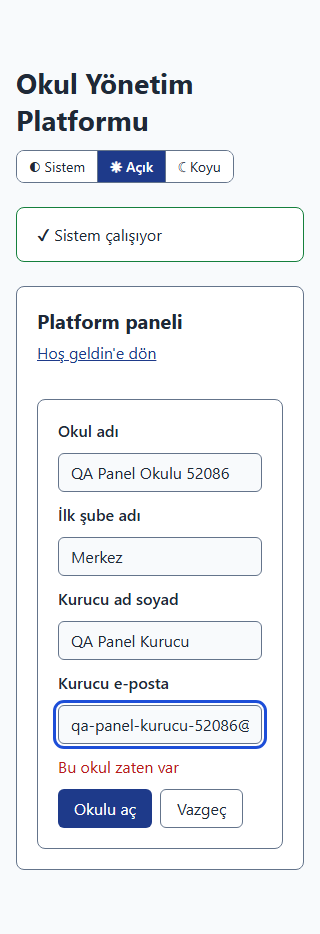 Okul Yönetim
Platformu
Sistem
Açık
Koyu
✓ Sistem çalışıyor
Platform paneli
Hoş geldin'e dön
Okul adı
QA Panel Okulu 52086
İlk şube adı
Merkez
Kurucu ad soyad
QA Panel Kurucu
Kurucu e-posta
qa-panel-kurucu-52086@
Bu okul zaten var
Okulu aç
Vazgeç